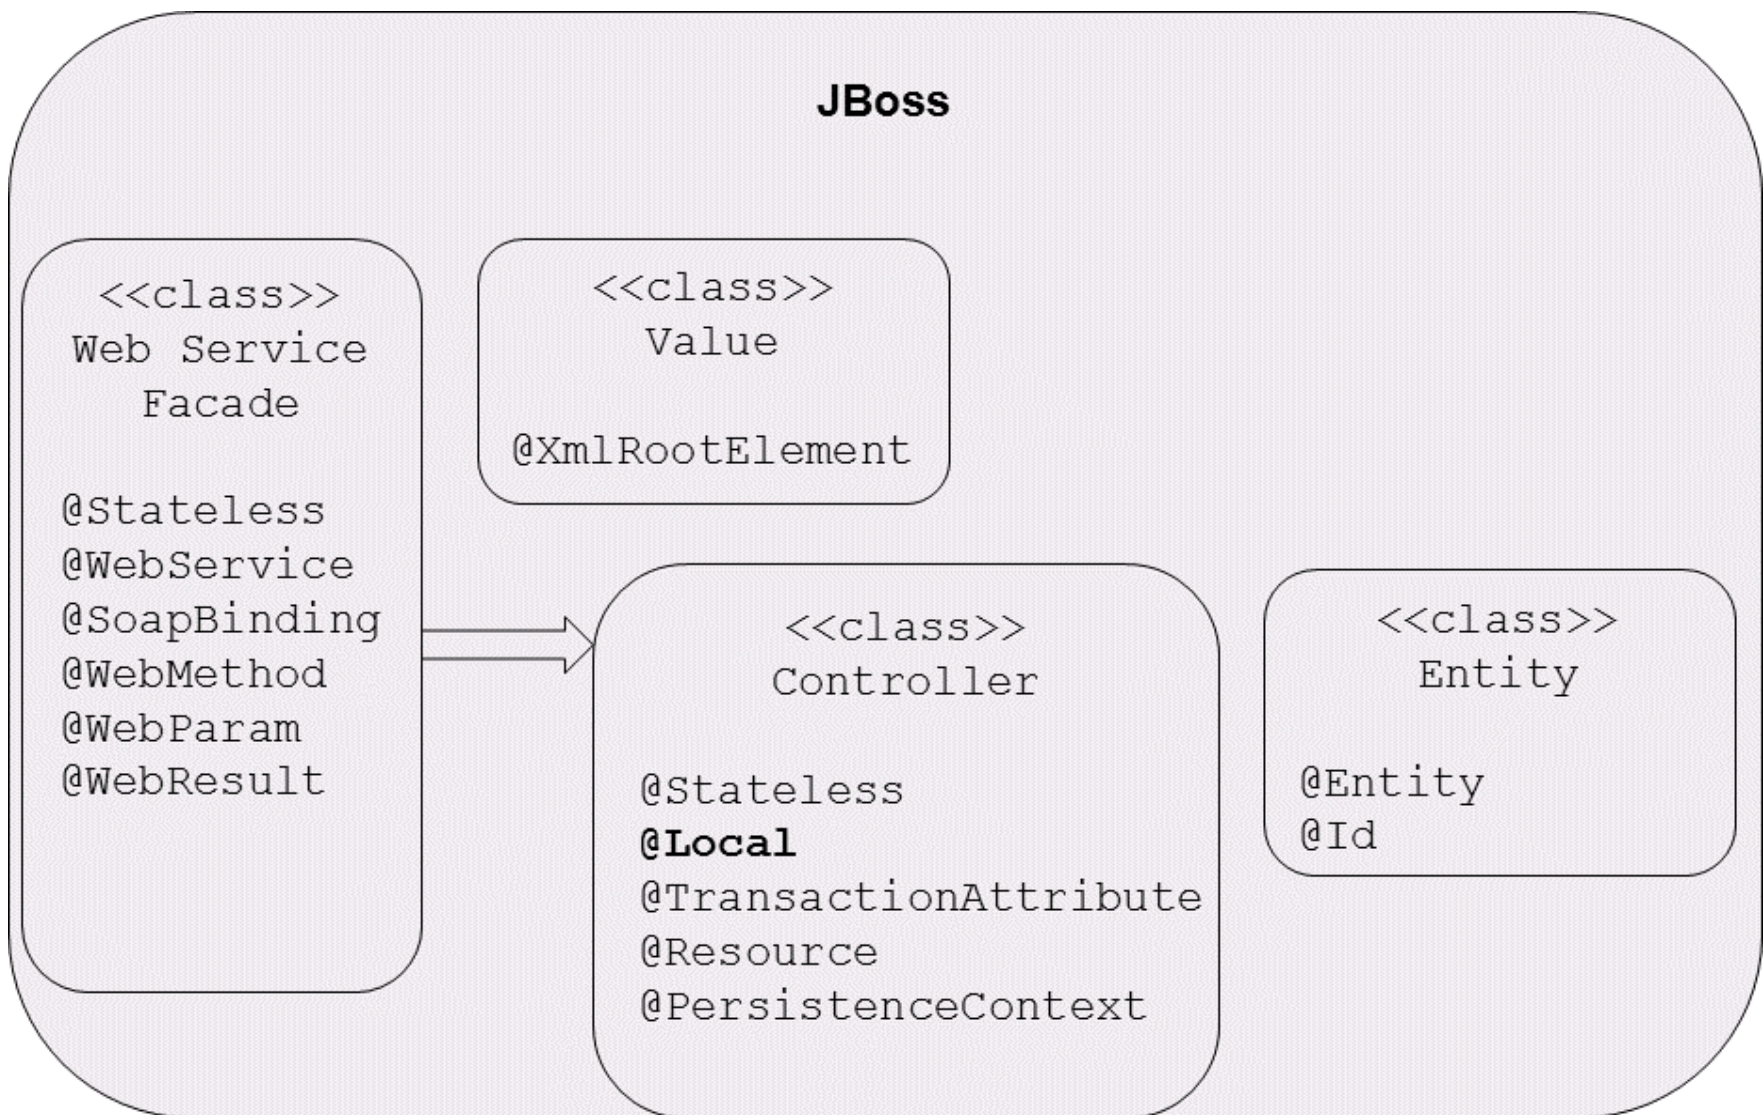 JBoss
<<class>>
Web Service
Facade
@Stateless
@WebService
@SoapBinding
@WebMethod
@WebParam
@WebResult
<<class>>
Value
@XmlRootElement
<<class>>
Controller
@Stateless
@Local
@TransactionAttribute
@Resource
@PersistenceContext
<<class>>
Entity
@Entity
@Id